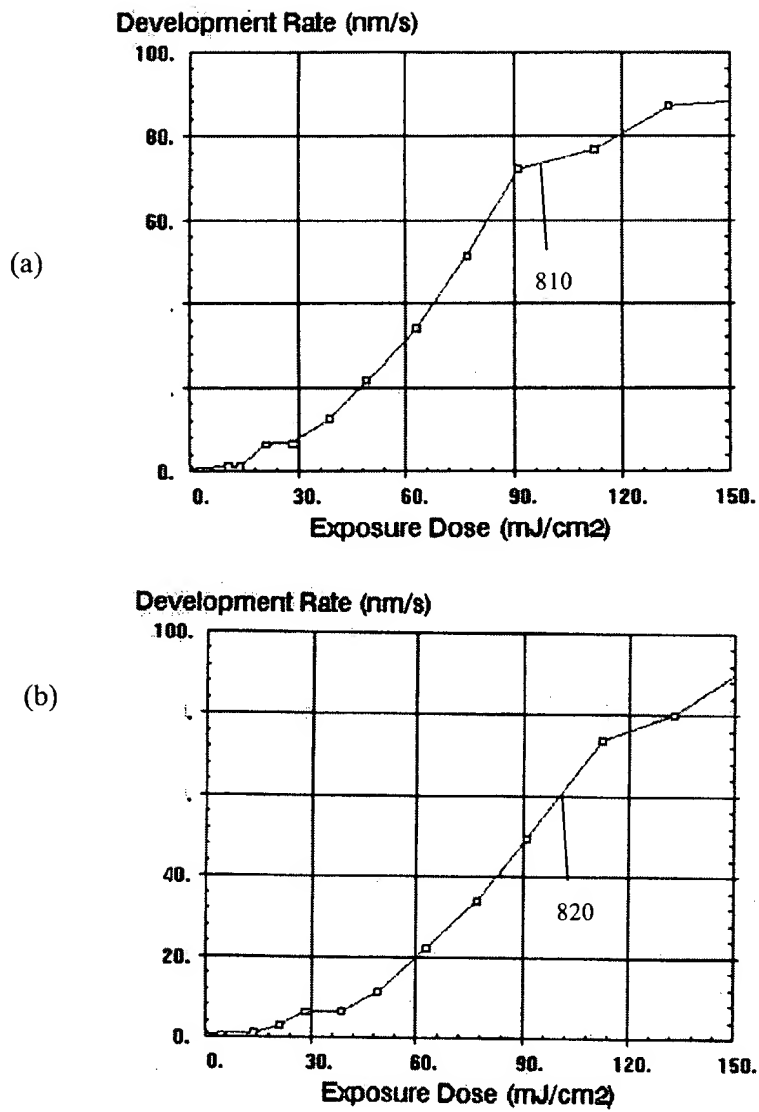 Development Rate (nm/s)
100.
80.
60.
(a)
810
0.
0. 30. 60. 90. 120. 150.
Exposure Dose (mJ/cm2)
Development Rate (nm/s)
100.
(b)
40.
820
20.
0.
0. 30. 60. 90. 120. 150.
Exposure Dose (mJ/cm2)